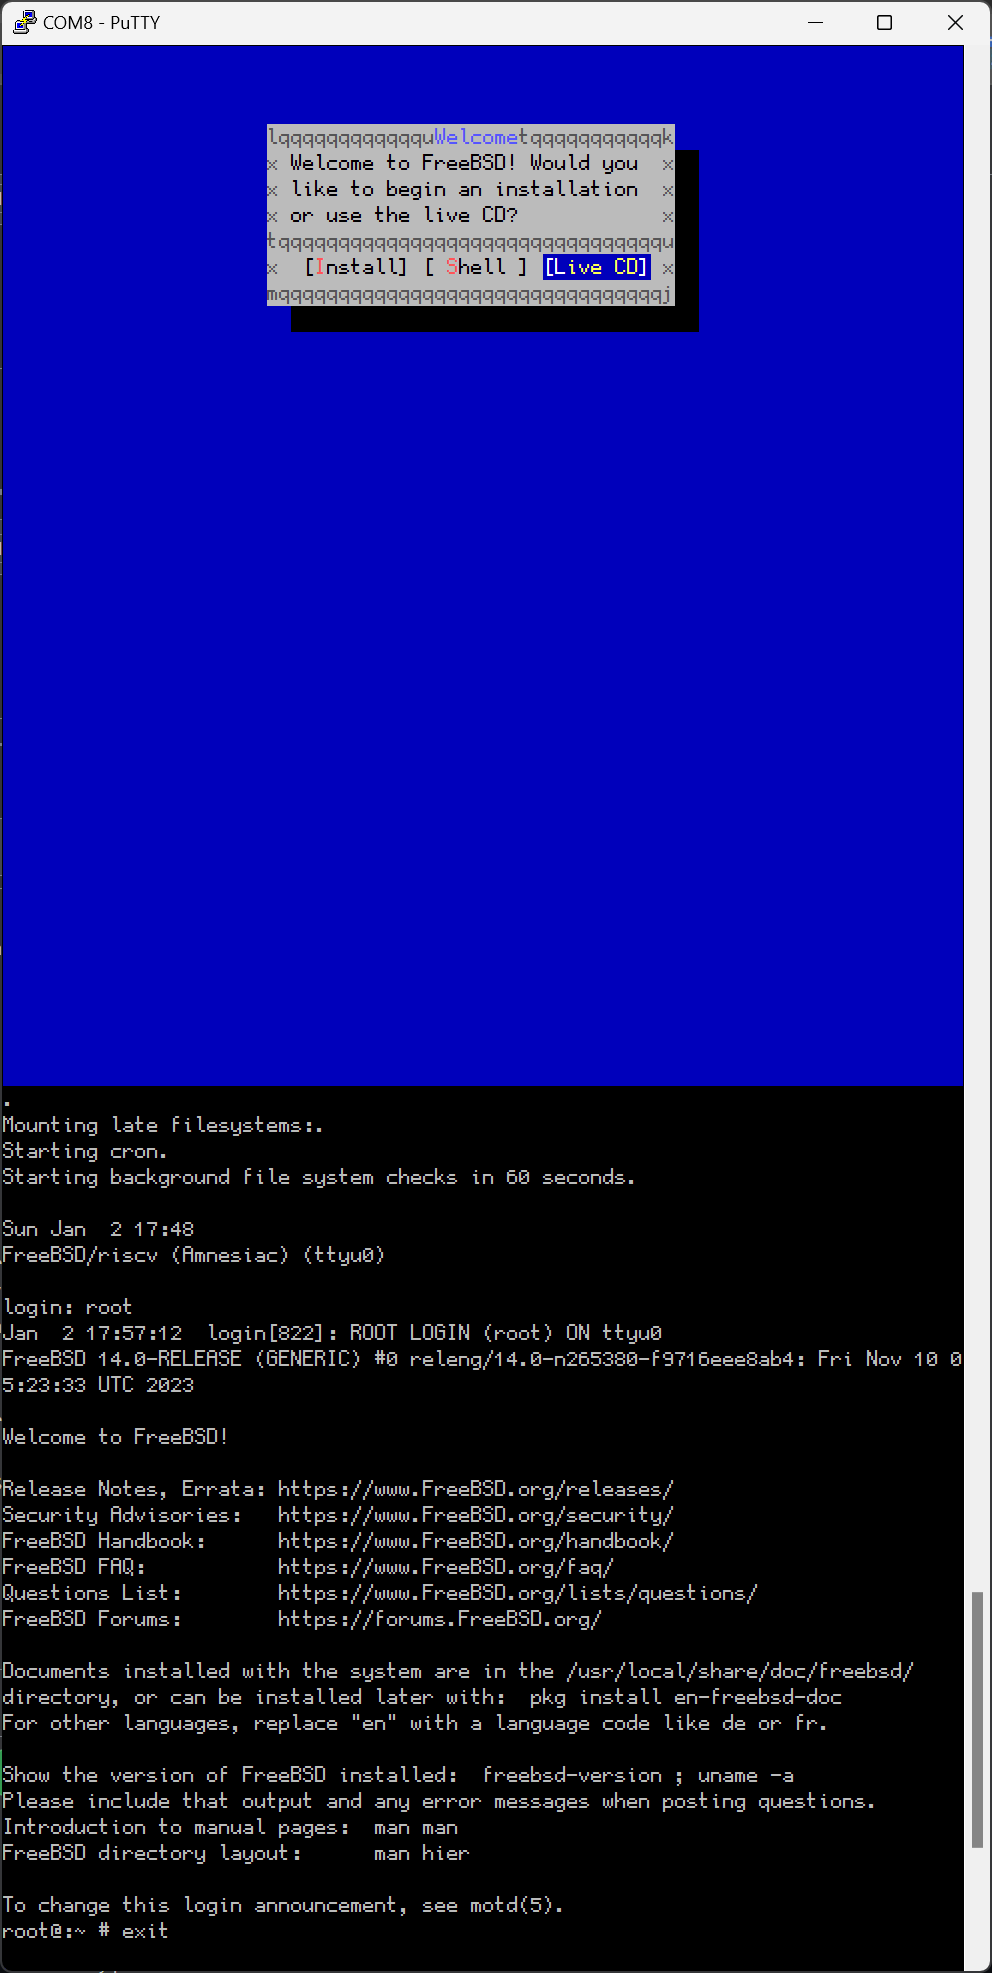 COM8 - PuTTY
lqqqqqqqqqqqquWelcometqqqqqqqqqqqqk
x Welcome to FreeBSD! Would you  x
x like to begin an installation  x
x or use the live CD?            x
tqqqqqqqqqqqqqqqqqqqqqqqqqqqqqqqqu
x  [Install] [ Shell ] [Live CD] x
mqqqqqqqqqqqqqqqqqqqqqqqqqqqqqqqqj
.
Mounting late filesystems:.
Starting cron.
Starting background file system checks in 60 seconds.
Sun Jan  2 17:48
FreeBSD/riscv (Amnesiac) (ttyu0)
login: root
Jan  2 17:57:12  login[822]: ROOT LOGIN (root) ON ttyu0
FreeBSD 14.0-RELEASE (GENERIC) #0 releng/14.0-n265380-f9716eee8ab4: Fri Nov 10 0
5:23:33 UTC 2023
Welcome to FreeBSD!
Release Notes, Errata: https://www.FreeBSD.org/releases/
Security Advisories:   https://www.FreeBSD.org/security/
FreeBSD Handbook:      https://www.FreeBSD.org/handbook/
FreeBSD FAQ:           https://www.FreeBSD.org/faq/
Questions List:        https://www.FreeBSD.org/lists/questions/
FreeBSD Forums:        https://forums.FreeBSD.org/
Documents installed with the system are in the /usr/local/share/doc/freebsd/
directory, or can be installed later with:  pkg install en-freebsd-doc
For other languages, replace "en" with a language code like de or fr.
Show the version of FreeBSD installed:  freebsd-version ; uname -a
Please include that output and any error messages when posting questions.
Introduction to manual pages:  man man
FreeBSD directory layout:      man hier
To change this login announcement, see motd(5).
root@:~ # exit